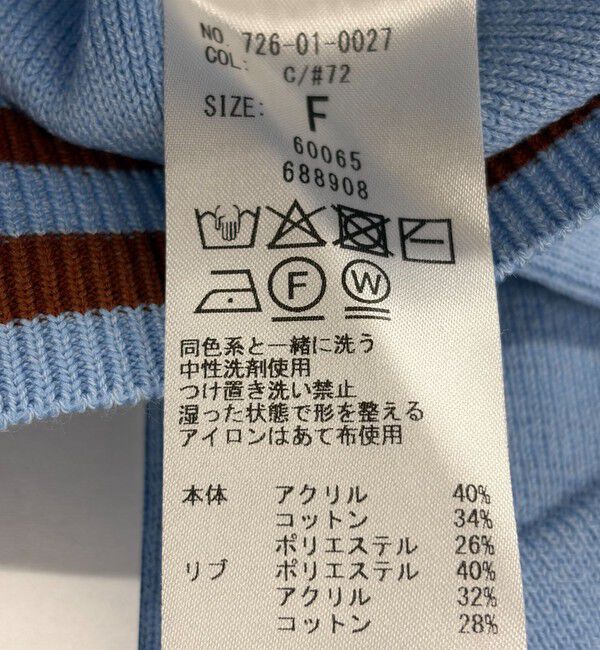 NO. 726-01-0027
COL: C/#72
SIZE: F
60065
688908
F W
同色系と一緒に洗う
中性洗剤使用
つけ置き洗い禁止
湿った状態で形を整える
アイロンはあて布使用
本体 アクリル 40%
コットン 34%
ポリエステル 26%
リブ ポリエステル 40%
アクリル 32%
コットン 28%